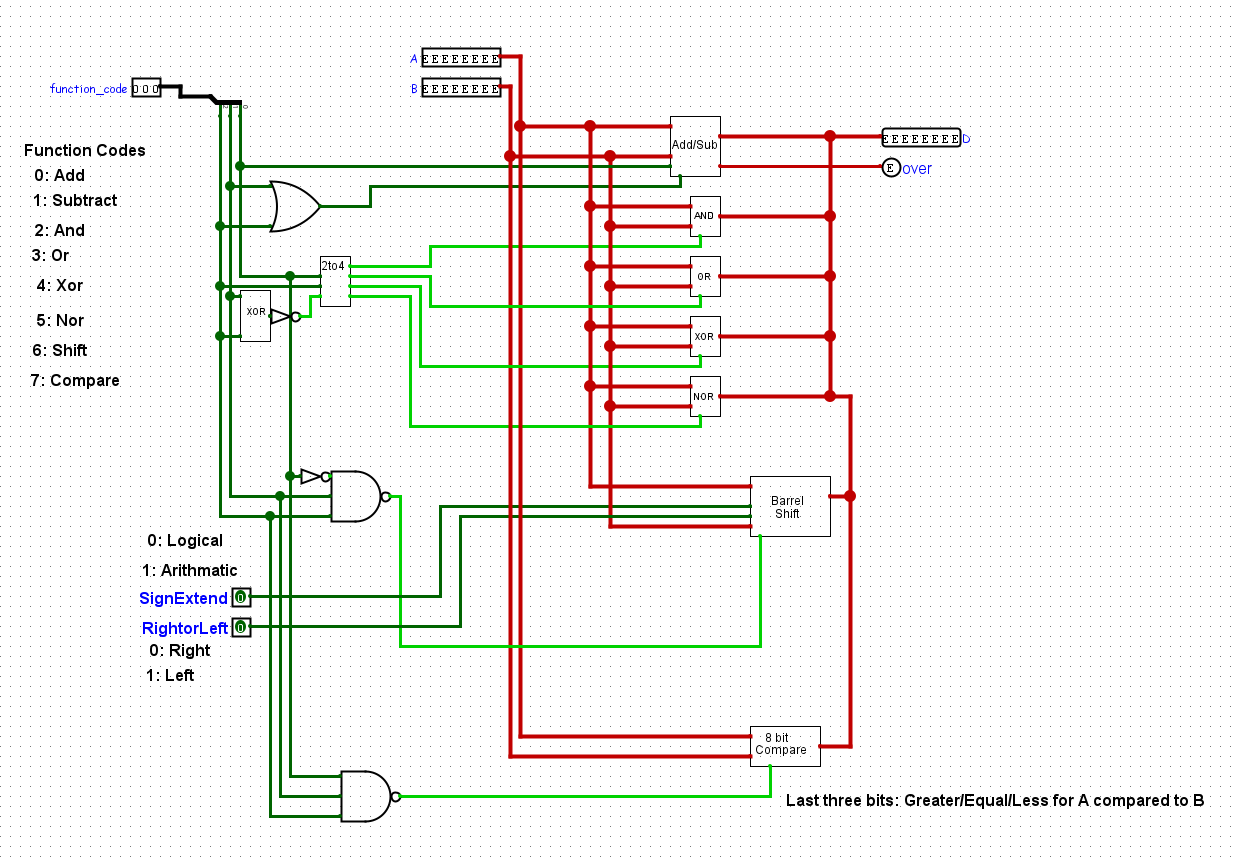 A EEEEEEEE
function_code 000
B EEEEEEEE
Function Codes
0: Add
1: Subtract
2: And
3: Or
4: Xor
5: Nor
6: Shift
7: Compare
Add/Sub
EEEEEEEE D
E over
AND
2to4
OR
XOR
XOR
NOR
Barrel
Shift
0: Logical
1: Arithmatic
SignExtend 0
RightorLeft 0
0: Right
1: Left
8 bit
Compare
Last three bits: Greater/Equal/Less for A compared to B